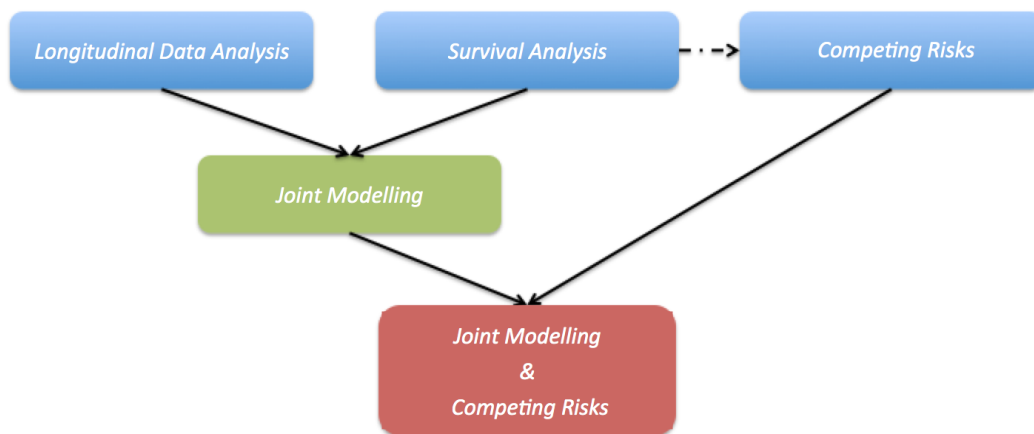 Longitudinal Data Analysis
Survival Analysis
Competing Risks
Joint Modelling
Joint Modelling
&
Competing Risks